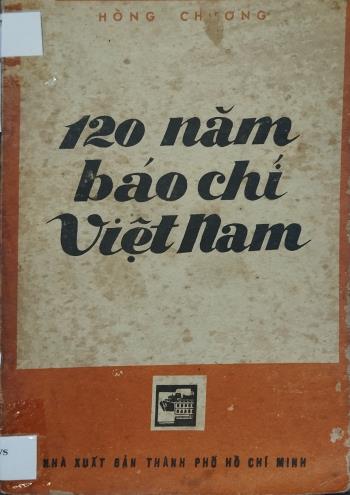 HỒNG CHƯƠNG
120 năm
báo chí
Việt Nam
NHÀ XUẤT BẢN THÀNH PHỐ HỒ CHÍ MINH